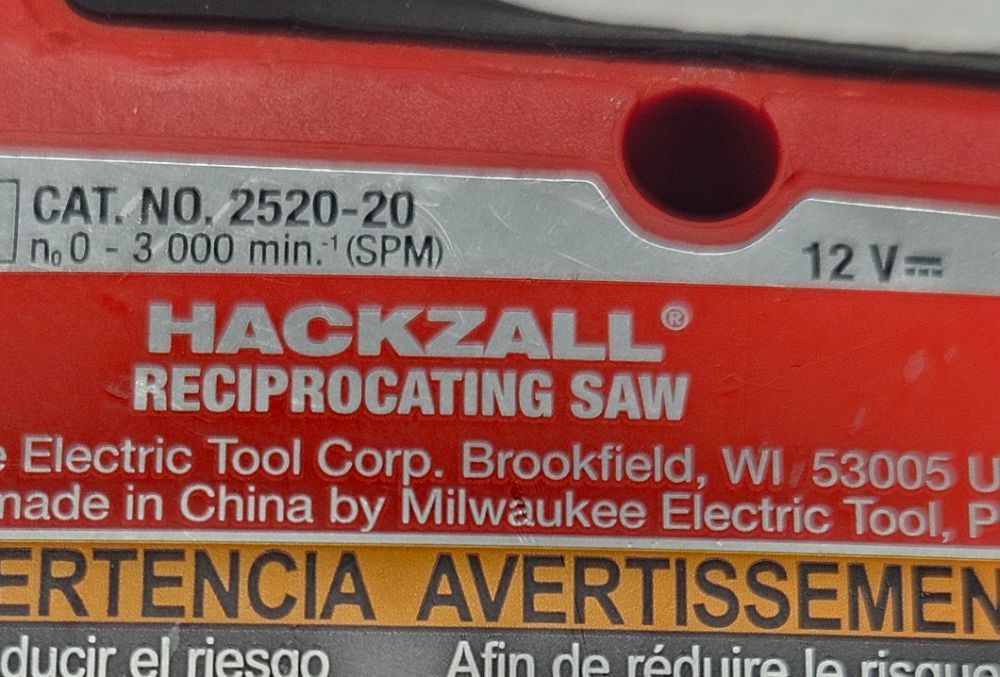 CAT. NO. 2520-20
n₀ 0 - 3 000 min.⁻¹ (SPM)
12 V⎓
HACKZALL®
RECIPROCATING SAW
Electric Tool Corp. Brookfield, WI 53005 U
made in China by Milwaukee Electric Tool, P
ERTENCIA AVERTISSEMEN
ducir el riesgo Afin de réduire le risque